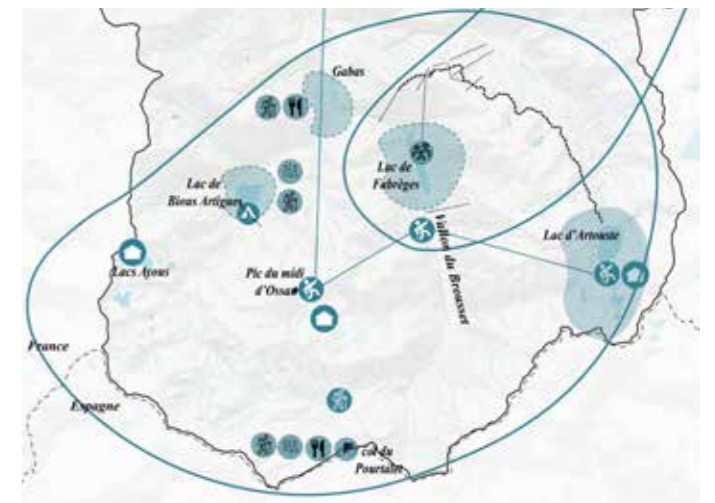 Gabas
Lac de
Fabrèges
Lac de
Bious Artigues
Lac d'Artouste
Vallon du Brousset
Lacs Ayous
Pic du midi
d'Ossau
France
Espagne
col du
Pourtalet